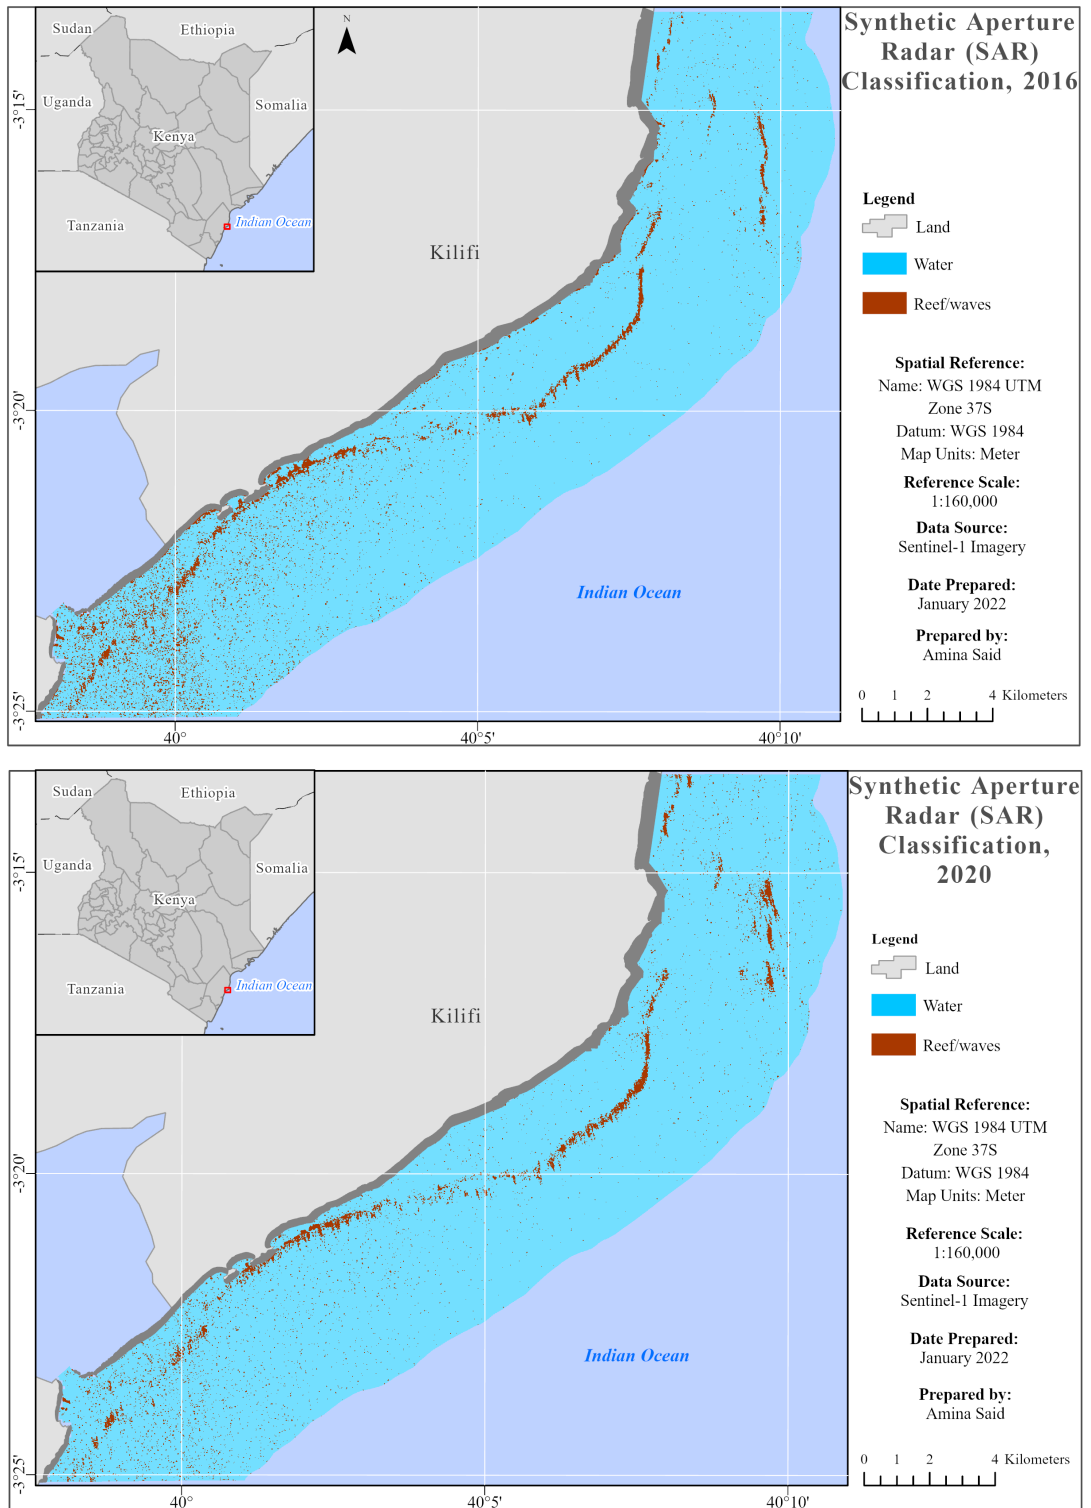 Sudan
Ethiopia
Uganda
Somalia
Kenya
Tanzania
Indian Ocean
N
Kilifi
Indian Ocean
-3°15'
-3°20'
-3°25'
40°
40°5'
40°10'
Synthetic Aperture
Radar (SAR)
Classification, 2016
Legend
Land
Water
Reef/waves
Spatial Reference:
Name: WGS 1984 UTM
Zone 37S
Datum: WGS 1984
Map Units: Meter
Reference Scale:
1:160,000
Data Source:
Sentinel-1 Imagery
Date Prepared:
January 2022
Prepared by:
Amina Said
0 1 2 4 Kilometers
Sudan
Ethiopia
Uganda
Somalia
Kenya
Tanzania
Indian Ocean
Kilifi
Indian Ocean
-3°15'
-3°20'
-3°25'
40°
40°5'
40°10'
Synthetic Aperture
Radar (SAR)
Classification,
2020
Legend
Land
Water
Reef/waves
Spatial Reference:
Name: WGS 1984 UTM
Zone 37S
Datum: WGS 1984
Map Units: Meter
Reference Scale:
1:160,000
Data Source:
Sentinel-1 Imagery
Date Prepared:
January 2022
Prepared by:
Amina Said
0 1 2 4 Kilometers